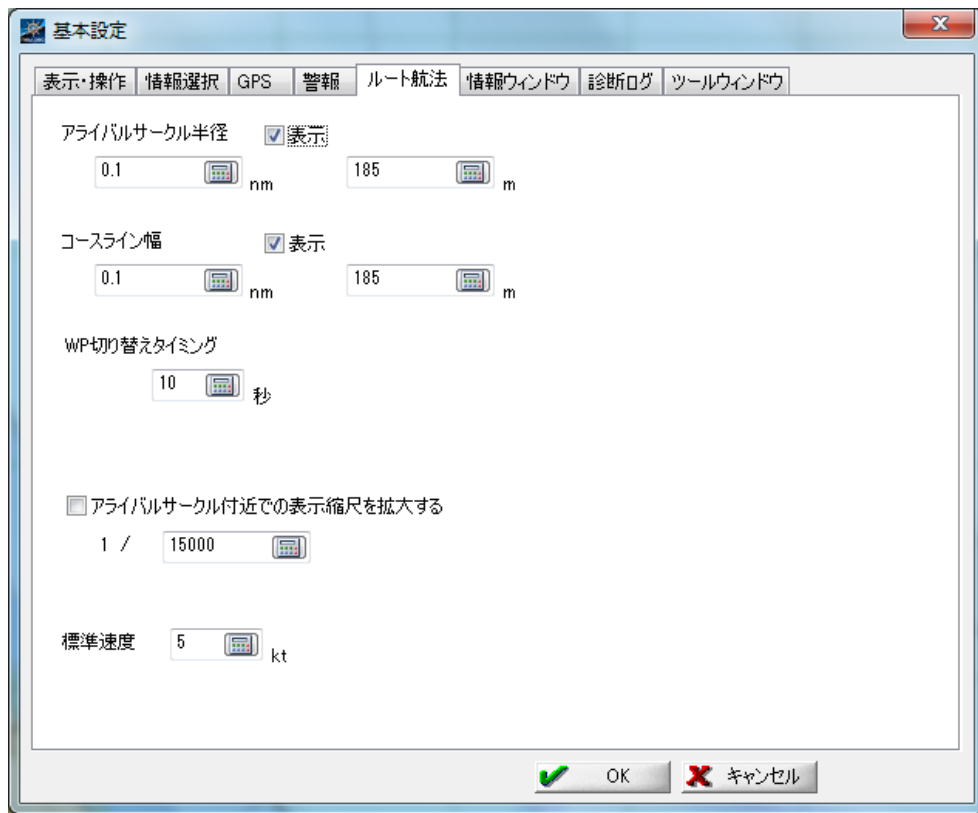 基本設定
表示・操作 情報選択 GPS 警報 ルート航法 情報ウィンドウ 診断ログ ツールウィンドウ
アライバルサークル半径 表示
0.1 nm 185 m
コースライン幅 表示
0.1 nm 185 m
WP切り替えタイミング
10 秒
アライバルサークル付近での表示縮尺を拡大する
1 / 15000
標準速度 5 kt
OK キャンセル